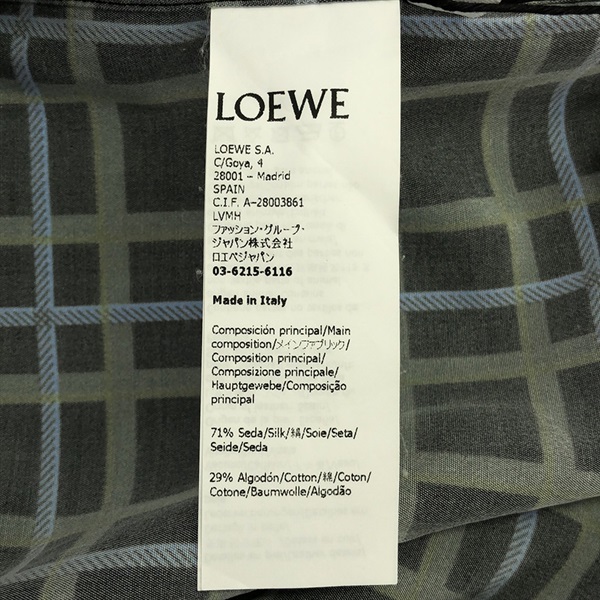 LOEWE
LOEWE S.A.
C/Goya, 4
28001 – Madrid
SPAIN
C.I.F. A–28003861
LVMH
ファッション・グループ・
ジャパン株式会社
ロエベジャパン
03-6215-6116
Made in Italy
Composición principal/Main
composition/メインファブリック/
Composition principal/
Composizione principale/
Hauptgewebe/Composição
principal
71% Seda/Silk/絹/Soie/Seta/
Seide/Seda
29% Algodón/Cotton/綿/Coton/
Cotone/Baumwolle/Algodão